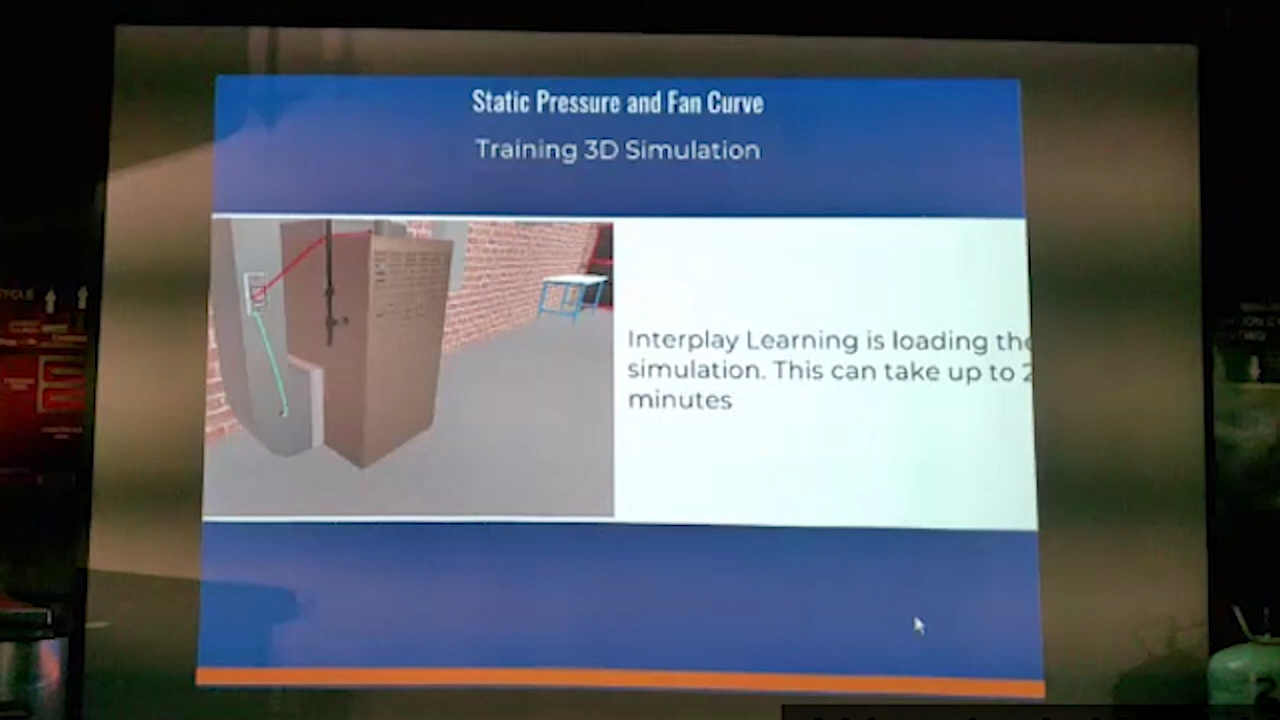 Static Pressure and Fan Curve
Training 3D Simulation
Interplay Learning is loading the
simulation. This can take up to 2
minutes